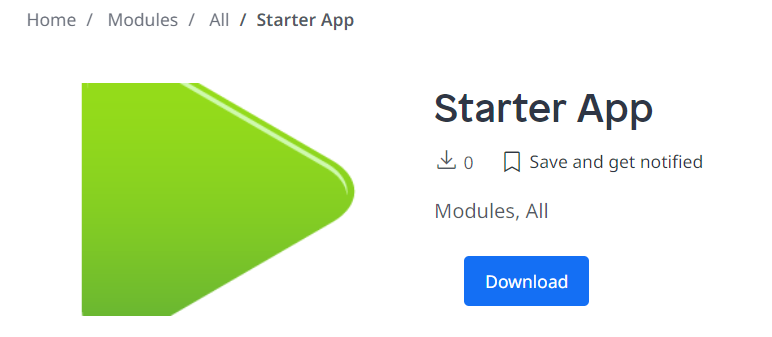 Home / Modules / All / Starter App
Starter App
0 Save and get notified
Modules, All
Download